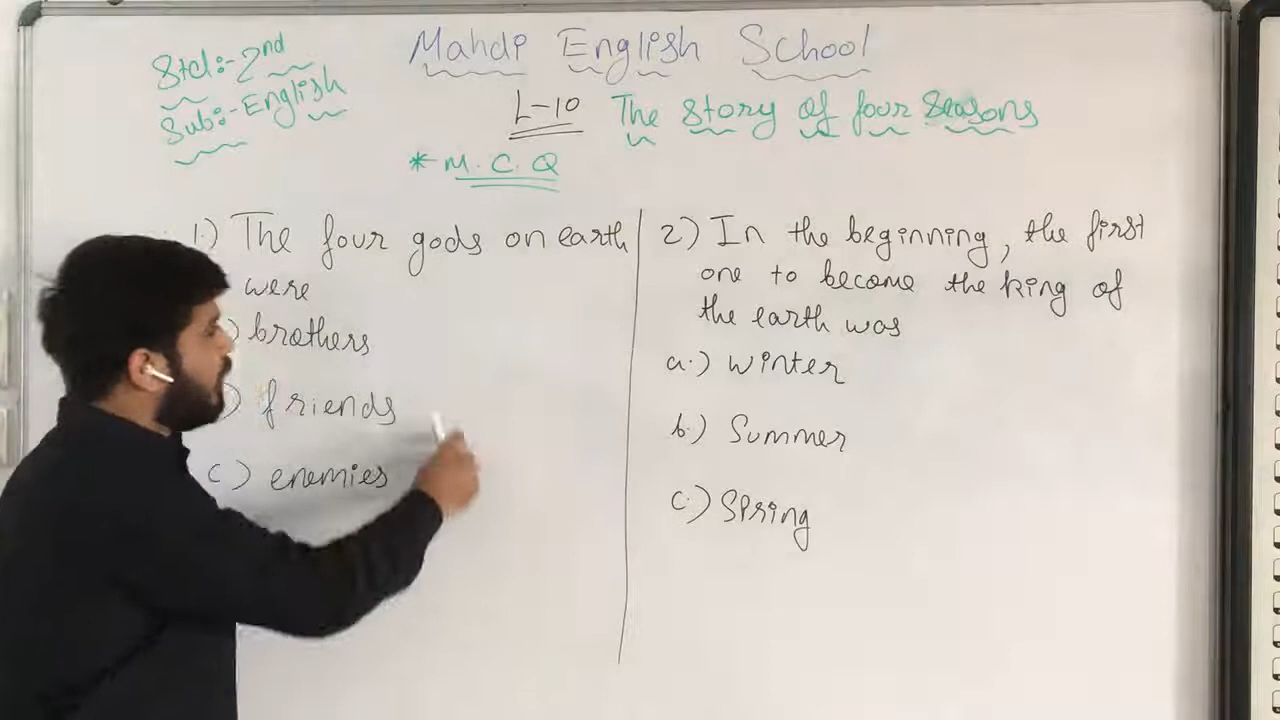 Std:- 2nd
Sub:- English
Mahdi English School
L-10 The story of four seasons
* M. C. Q
1.) The four gods on earth
were
) brothers
) friends
c) enemies
2) In the beginning, the first
one to become the king of
the earth was
a.) winter
b.) Summer
c.) Spring